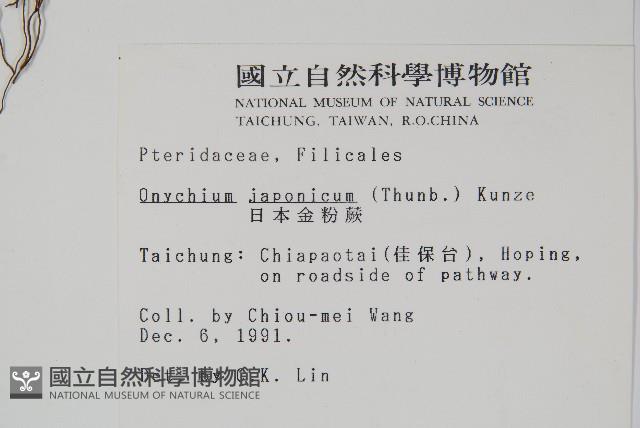 國立自然科學博物館
NATIONAL MUSEUM OF NATURAL SCIENCE
TAICHUNG, TAIWAN, R.O.CHINA
Pteridaceae, Filicales
Onychium japonicum (Thunb.) Kunze
日本金粉蕨
Taichung: Chiapaotai(佳保台), Hoping,
on roadside of pathway.
Coll. by Chiou-mei Wang
Dec. 6, 1991.
K. Lin
國立自然科學博物館
NATIONAL MUSEUM OF NATURAL SCIENCE